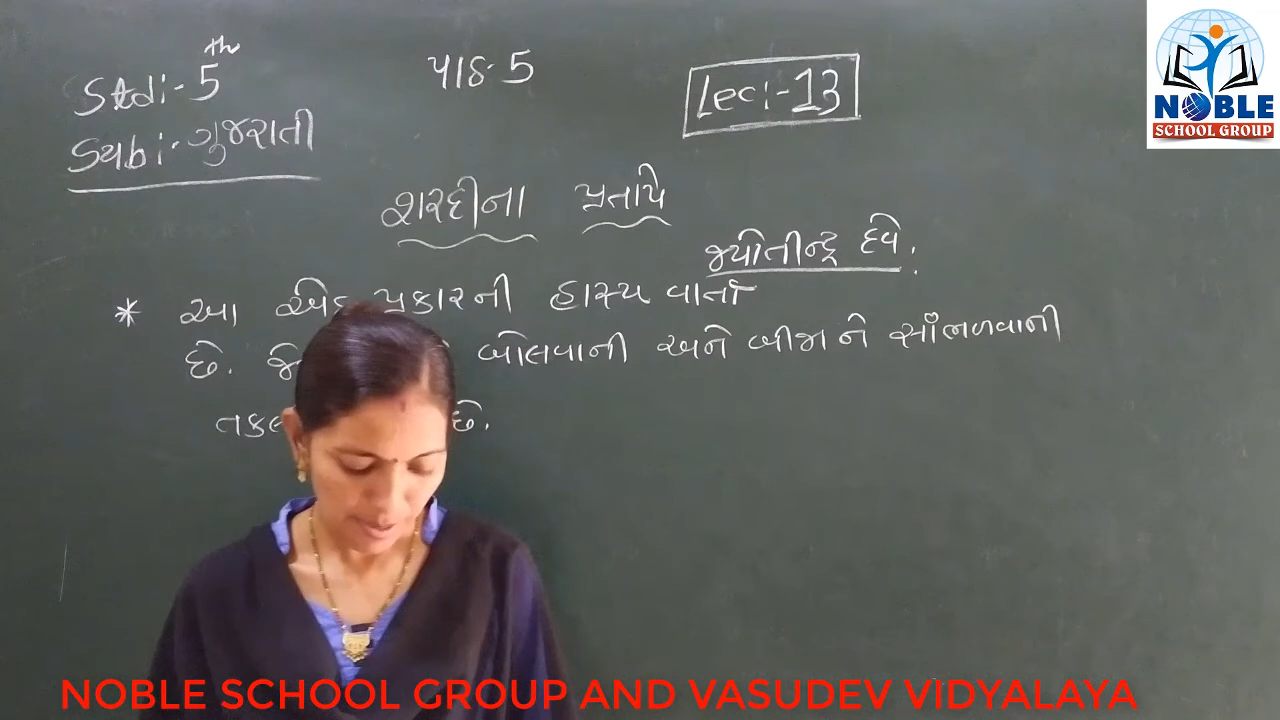 Std :- 5th
Sub :- ગુજરાતી
પાઠ - 5
Lec :- 13
શરદીના પ્રતાપે
જ્યોતીન્દ્ર દવે.
* આ પ્રકારની હાસ્ય વાર્તા
છે. બોલવાની અને બીજા ને સાંભળવાની
છે.
NOBLE
SCHOOL GROUP
NOBLE SCHOOL GROUP AND VASUDEV VIDYALAYA